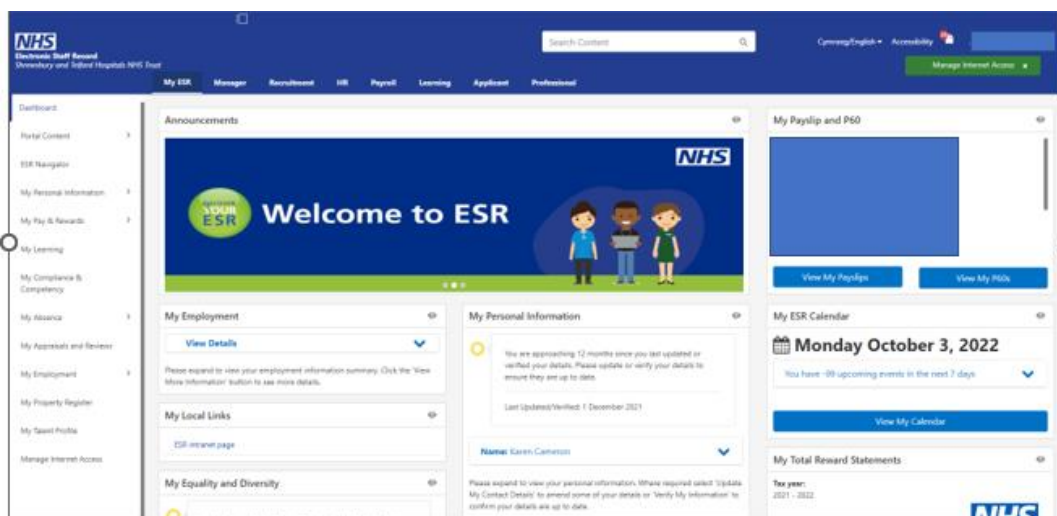 NHS
Electronic Staff Record
Shrewsbury and Telford Hospitals NHS Trust
Search Content
Cymraeg/English
Accessibility
Manage Internet Access
My ESR
Manager
Recruitment
HR
Payroll
Learning
Applicant
Professional
Dashboard
Portal Content
ESR Navigator
My Personal Information
My Pay & Rewards
My Learning
My Compliance &
Competency
My Absence
My Appraisals and Reviews
My Employment
My Property Register
My Talent Profile
Manage Internet Access
Announcements
NHS
YOUR
ESR
Welcome to ESR
My Payslip and P60
View My Payslips
View My P60s
My Employment
View Details
Please expand to view your employment information summary. Click the 'View
More Information' button to see more details.
My Local Links
ESR intranet page
My Equality and Diversity
My Personal Information
You are approaching 12 months since you last updated or
verified your details. Please update or verify your details to
ensure they are up to date.
Last Updated/Verified: 1 December 2021
Name: Karen Cameron
Please expand to view your personal information. Where required select 'Update
My Contact Details' to amend some of your details or 'Verify My Information' to
confirm your details are up to date.
My ESR Calendar
Monday October 3, 2022
You have -99 upcoming events in the next 7 days
View My Calendar
My Total Reward Statements
Tax year:
2021 - 2022
NHS